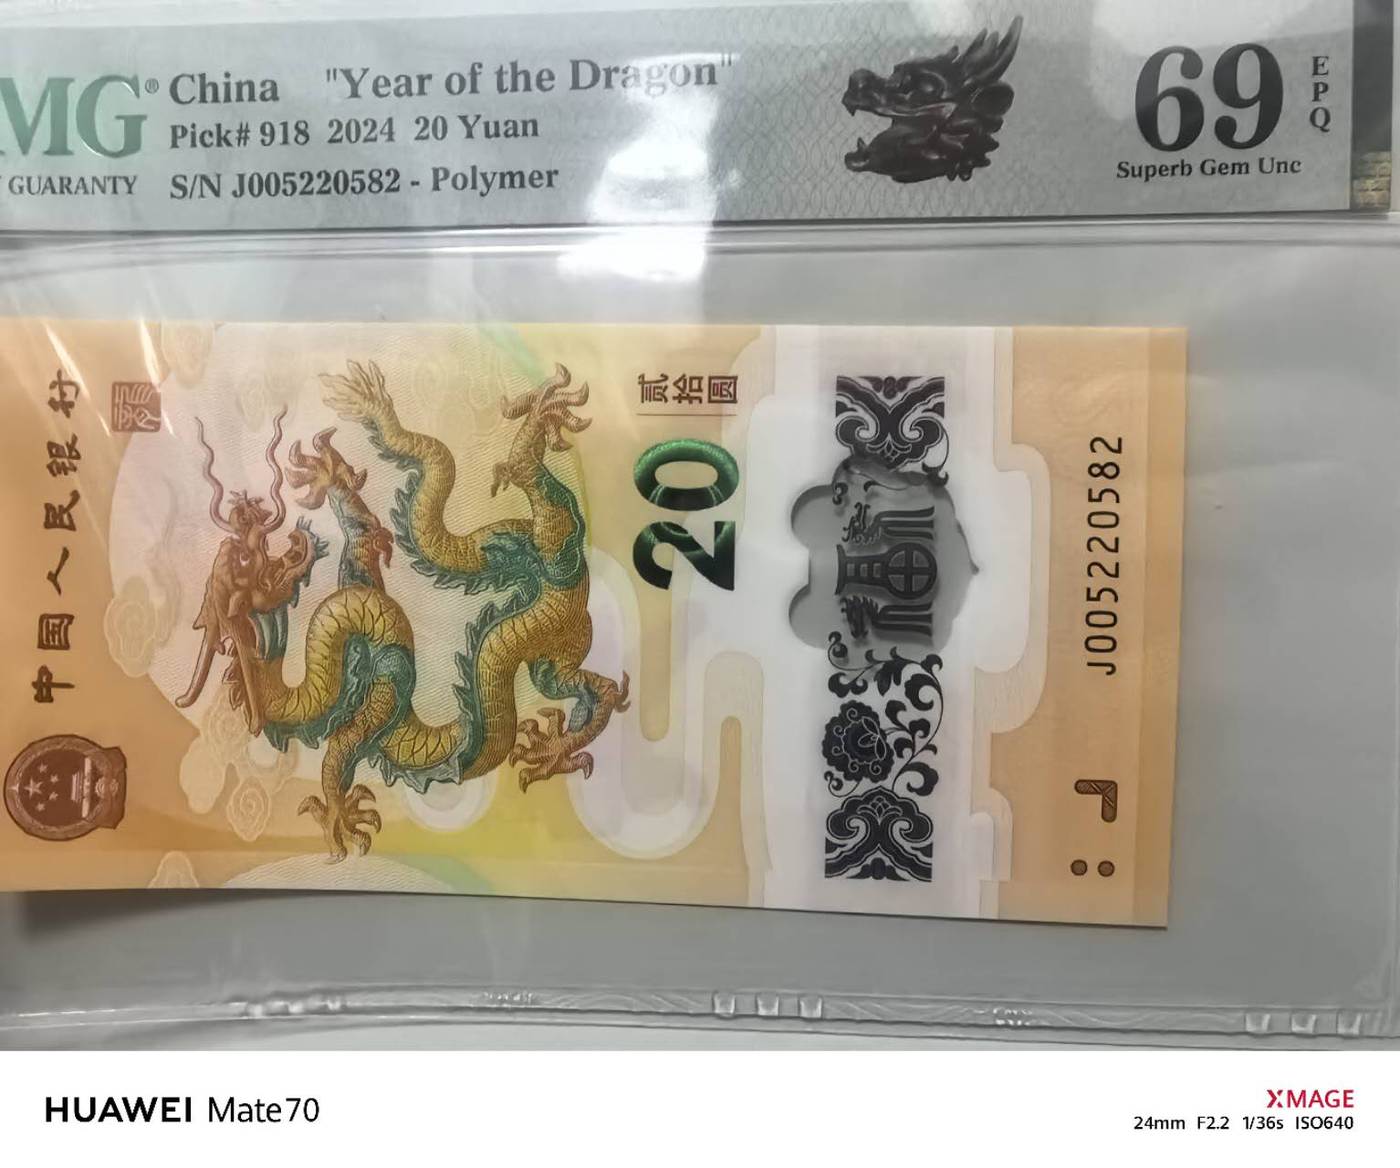 MG® China "Year of the Dragon"
Pick# 918 2024 20 Yuan
GUARANTY S/N J005220582 - Polymer
69 EPQ
Superb Gem Unc
中国人民银行
贰拾圆
20
J005220582
HUAWEI Mate70
XMAGE
24mm F2.2 1/36s ISO640